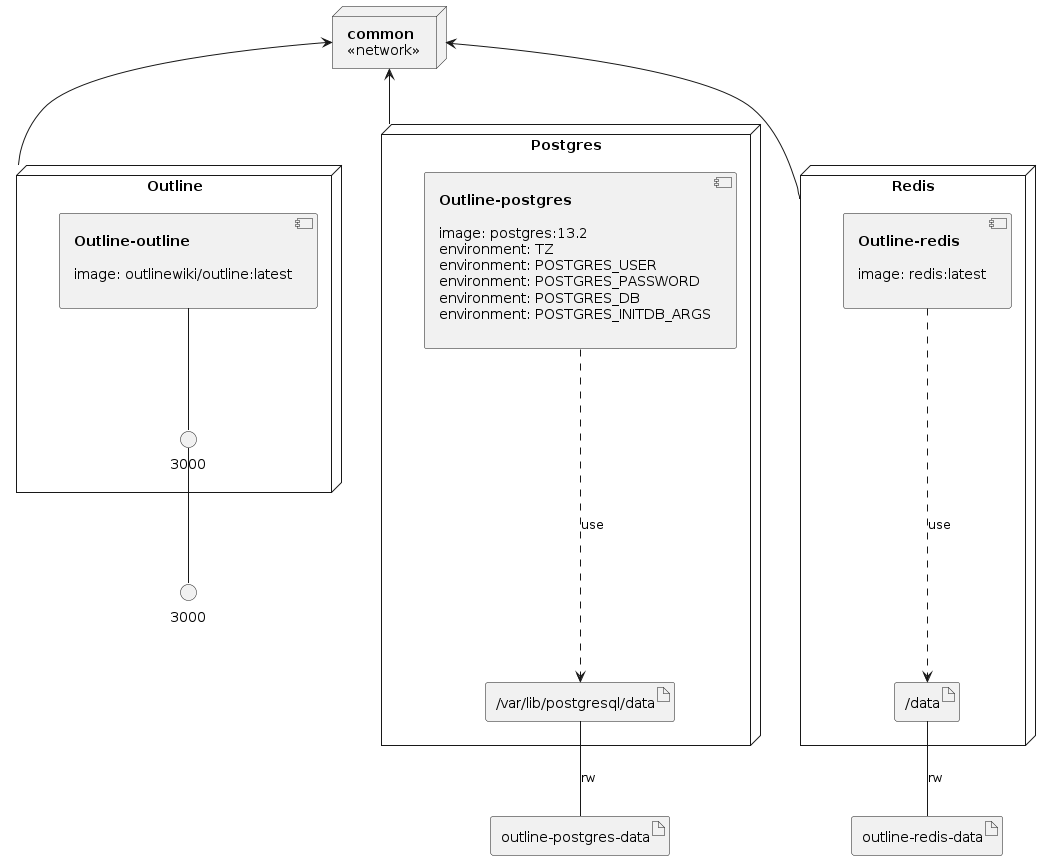 common
«network»
Outline
Outline-outline
image: outlinewiki/outline:latest
3000
3000
Postgres
Outline-postgres
image: postgres:13.2
environment: TZ
environment: POSTGRES_USER
environment: POSTGRES_PASSWORD
environment: POSTGRES_DB
environment: POSTGRES_INITDB_ARGS
use
/var/lib/postgresql/data
rw
outline-postgres-data
Redis
Outline-redis
image: redis:latest
use
/data
rw
outline-redis-data